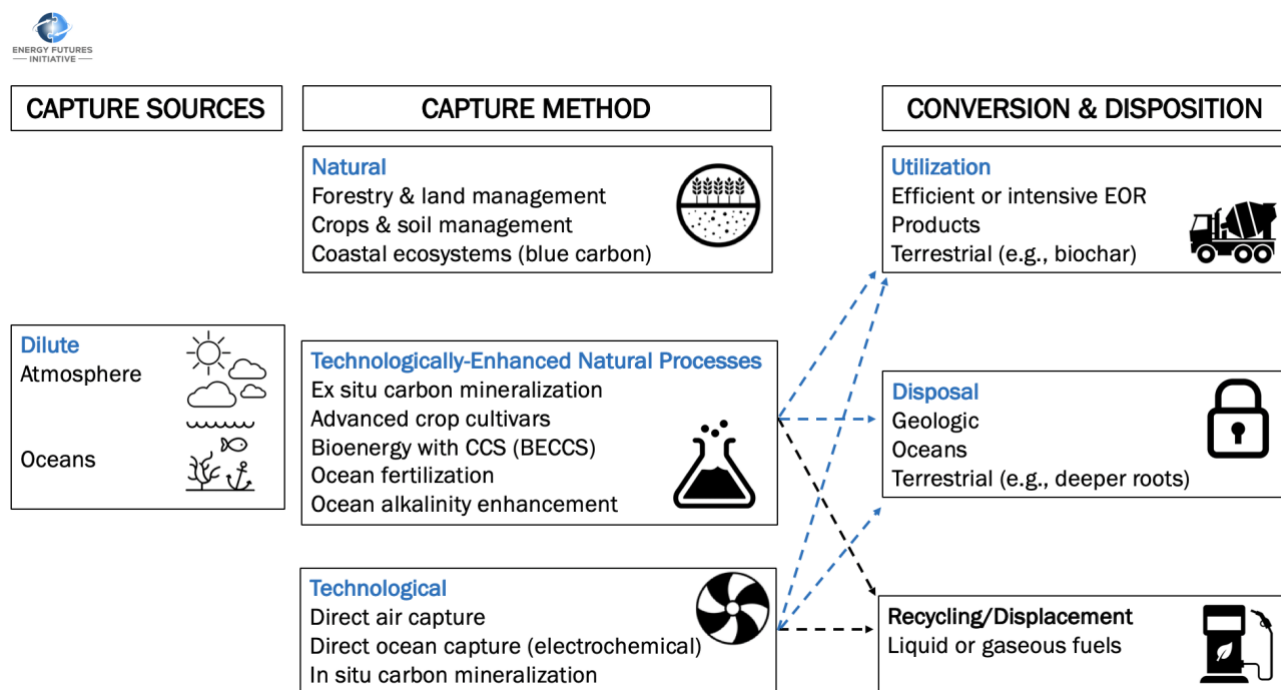 ENERGY FUTURES
INITIATIVE
CAPTURE SOURCES
CAPTURE METHOD
CONVERSION & DISPOSITION
Natural
Forestry & land management
Crops & soil management
Coastal ecosystems (blue carbon)
Utilization
Efficient or intensive EOR
Products
Terrestrial (e.g., biochar)
Dilute
Atmosphere
Oceans
Technologically-Enhanced Natural Processes
Ex situ carbon mineralization
Advanced crop cultivars
Bioenergy with CCS (BECCS)
Ocean fertilization
Ocean alkalinity enhancement
Disposal
Geologic
Oceans
Terrestrial (e.g., deeper roots)
Technological
Direct air capture
Direct ocean capture (electrochemical)
In situ carbon mineralization
Recycling/Displacement
Liquid or gaseous fuels